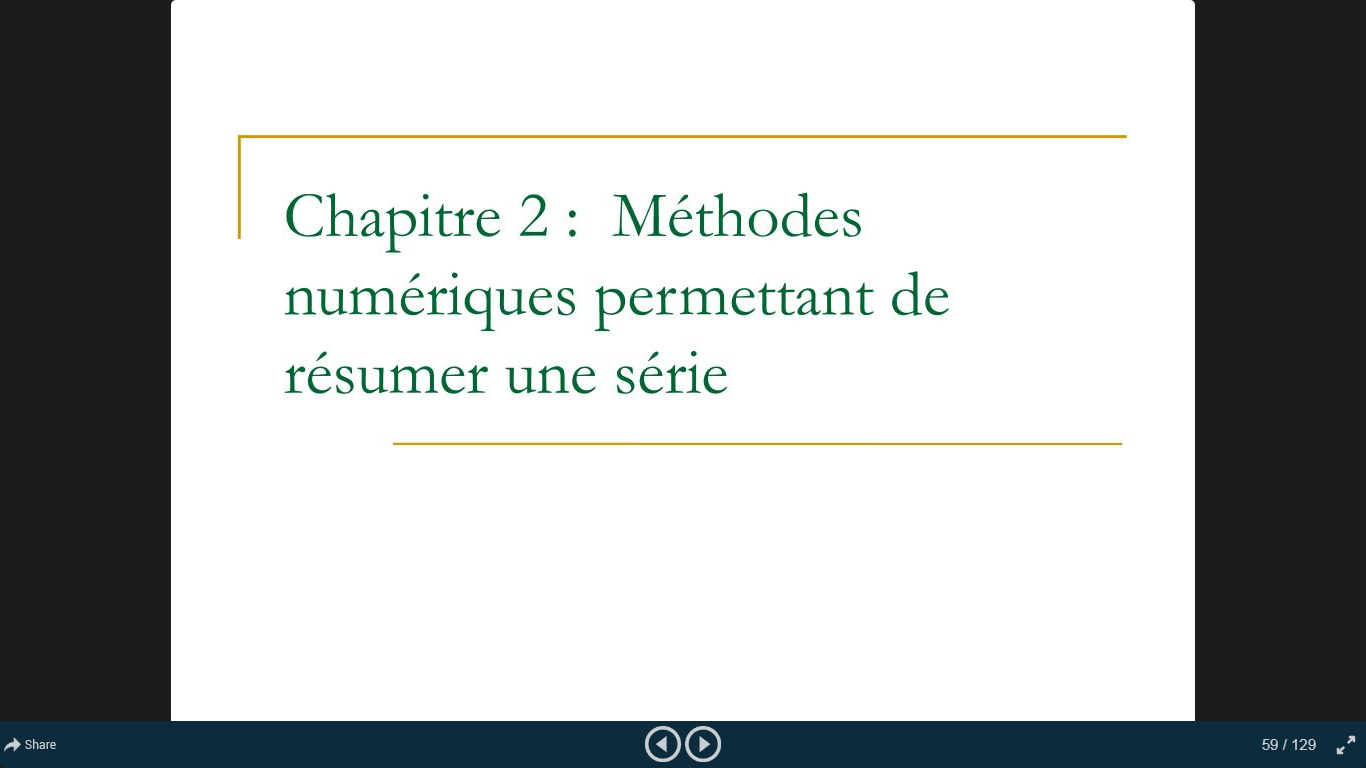 Chapitre 2 : Méthodes
numériques permettant de
résumer une série
Share
59 / 129